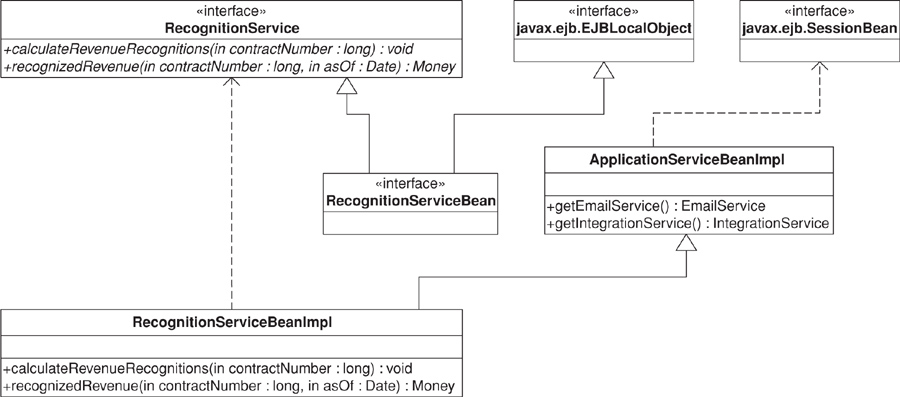 «interface»
RecognitionService
+calculateRevenueRecognitions(in contractNumber : long) : void
+recognizedRevenue(in contractNumber : long, in asOf : Date) : Money
«interface»
javax.ejb.EJBLocalObject
«interface»
javax.ejb.SessionBean
«interface»
RecognitionServiceBean
ApplicationServiceBeanImpl
+getEmailService() : EmailService
+getIntegrationService() : IntegrationService
RecognitionServiceBeanImpl
+calculateRevenueRecognitions(in contractNumber : long) : void
+recognizedRevenue(in contractNumber : long, in asOf : Date) : Money